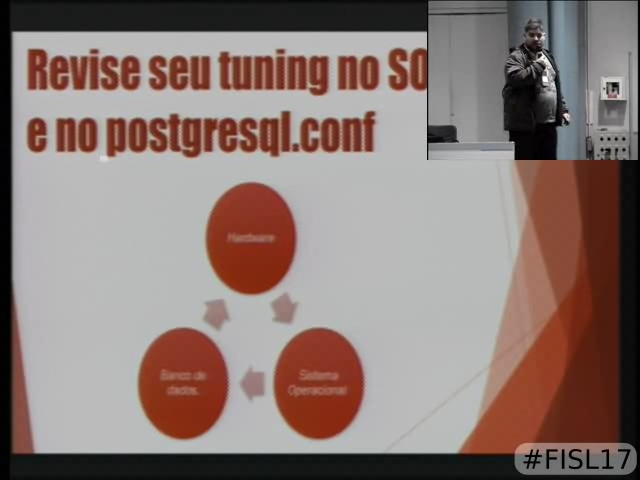 Revise seu tuning no SO
e no postgresql.conf
Hardware
Banco de
dados.
Sistema
Operacional
#FISL17